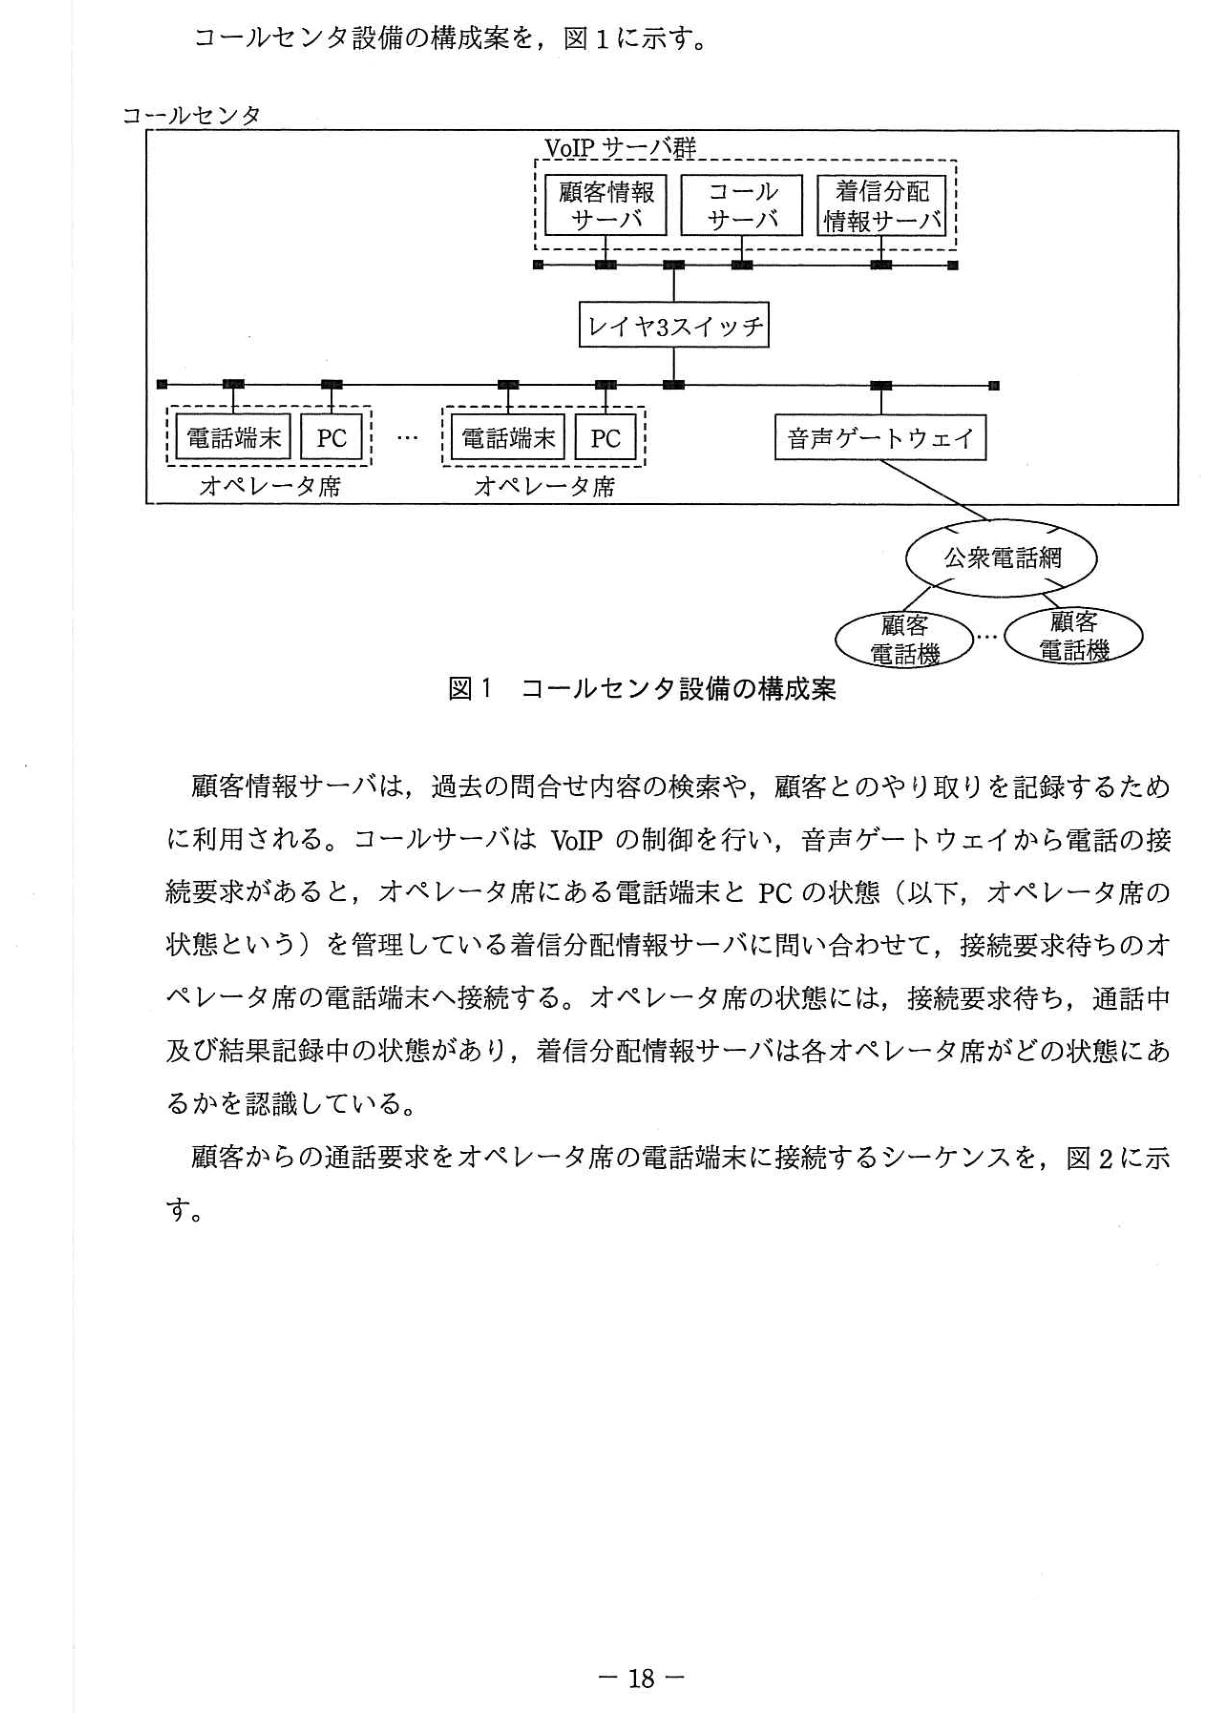 コールセンタ設備の構成案を，図1に示す。
コールセンタ
VoIP サーバ群
顧客情報
サーバ
コール
サーバ
着信分配
情報サーバ
レイヤ3スイッチ
電話端末
PC
…
電話端末
PC
音声ゲートウェイ
オペレータ席
オペレータ席
公衆電話網
顧客
電話機
…
顧客
電話機
図1　コールセンタ設備の構成案
顧客情報サーバは，過去の問合せ内容の検索や，顧客とのやり取りを記録するため
に利用される。コールサーバは VoIP の制御を行い，音声ゲートウェイから電話の接
続要求があると，オペレータ席にある電話端末と PC の状態（以下，オペレータ席の
状態という）を管理している着信分配情報サーバに問い合わせて，接続要求待ちのオ
ペレータ席の電話端末へ接続する。オペレータ席の状態には，接続要求待ち，通話中
及び結果記録中の状態があり，着信分配情報サーバは各オペレータ席がどの状態にあ
るかを認識している。
顧客からの通話要求をオペレータ席の電話端末に接続するシーケンスを，図2に示
す。
－ 18 －